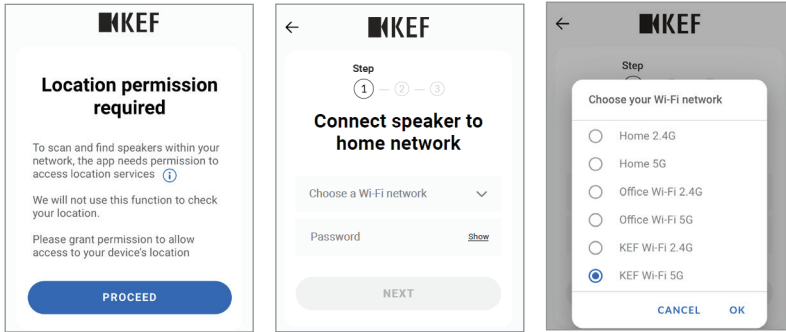 KEF
Location permission
required
To scan and find speakers within your
network, the app needs permission to
access location services
We will not use this function to check
your location.
Please grant permission to allow
access to your device's location
PROCEED
KEF
Step
1 2 3
Connect speaker to
home network
Choose a Wi-Fi network
Password Show
NEXT
KEF
Step
Choose your Wi-Fi network
Home 2.4G
Home 5G
Office Wi-Fi 2.4G
Office Wi-Fi 5G
KEF Wi-Fi 2.4G
KEF Wi-Fi 5G
CANCEL OK